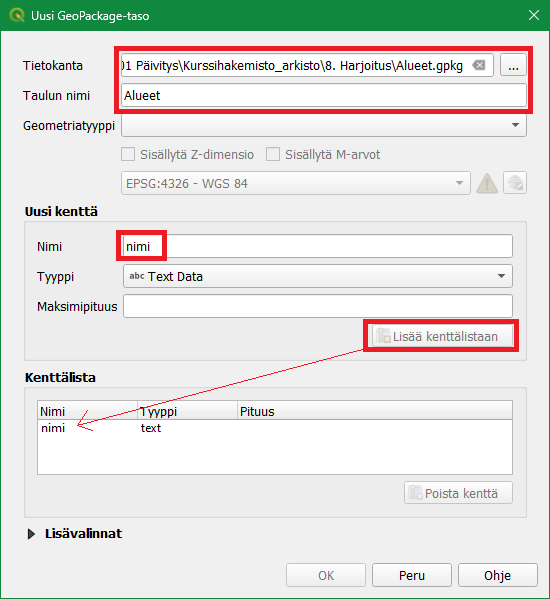 Uusi GeoPackage-taso
Tietokanta 01 Päivitys\Kurssihakemisto_arkisto\8. Harjoitus\Alueet.gpkg ...
Taulun nimi Alueet
Geometriatyyppi
Sisällytä Z-dimensio Sisällytä M-arvot
EPSG:4326 - WGS 84
Uusi kenttä
Nimi nimi
Tyyppi abc Text Data
Maksimipituus
Lisää kenttälistaan
Kenttälista
Nimi Tyyppi Pituus
nimi text
Poista kenttä
Lisävalinnat
OK Peru Ohje